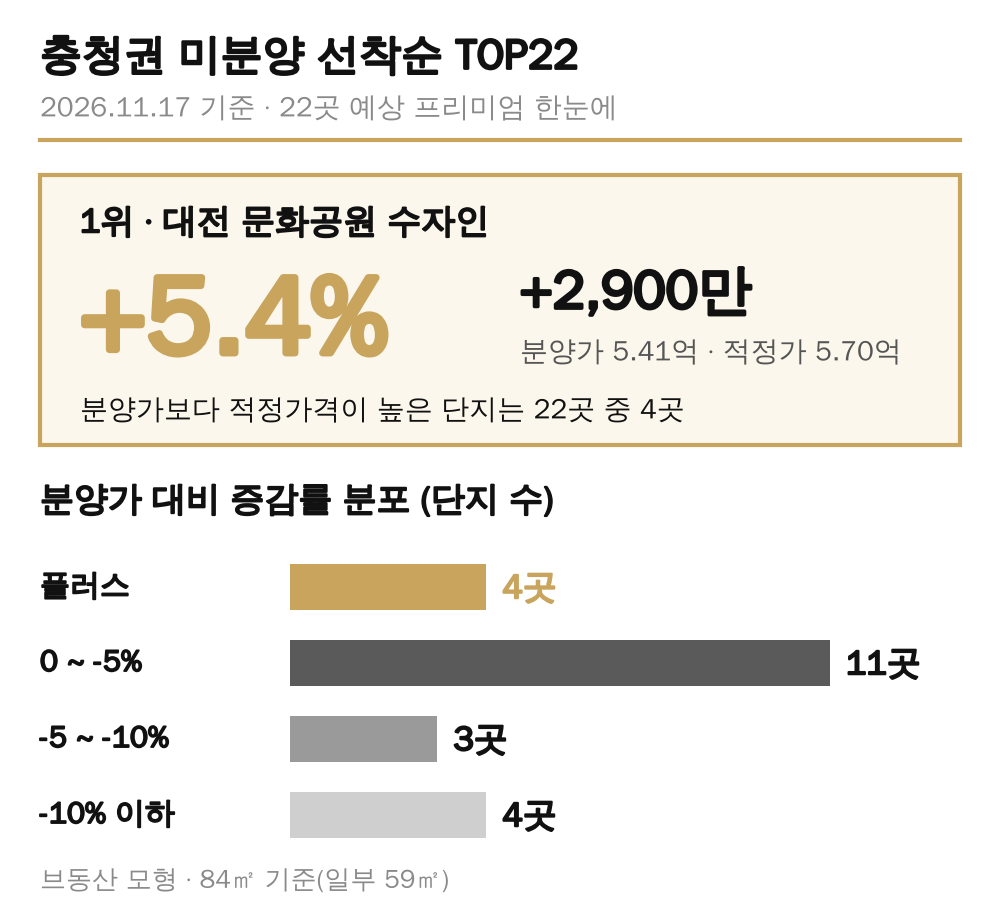 충청권 미분양 선착순 TOP22
2026.11.17 기준 · 22곳 예상 프리미엄 한눈에
1위 · 대전 문화공원 수자인
+5.4%
+2,900만
분양가 5.41억 · 적정가 5.70억
분양가보다 적정가격이 높은 단지는 22곳 중 4곳
분양가 대비 증감률 분포 (단지 수)
플러스 4곳
0 ~ -5% 11곳
-5 ~ -10% 3곳
-10% 이하 4곳
브동산 모형 · 84㎡ 기준(일부 59㎡)